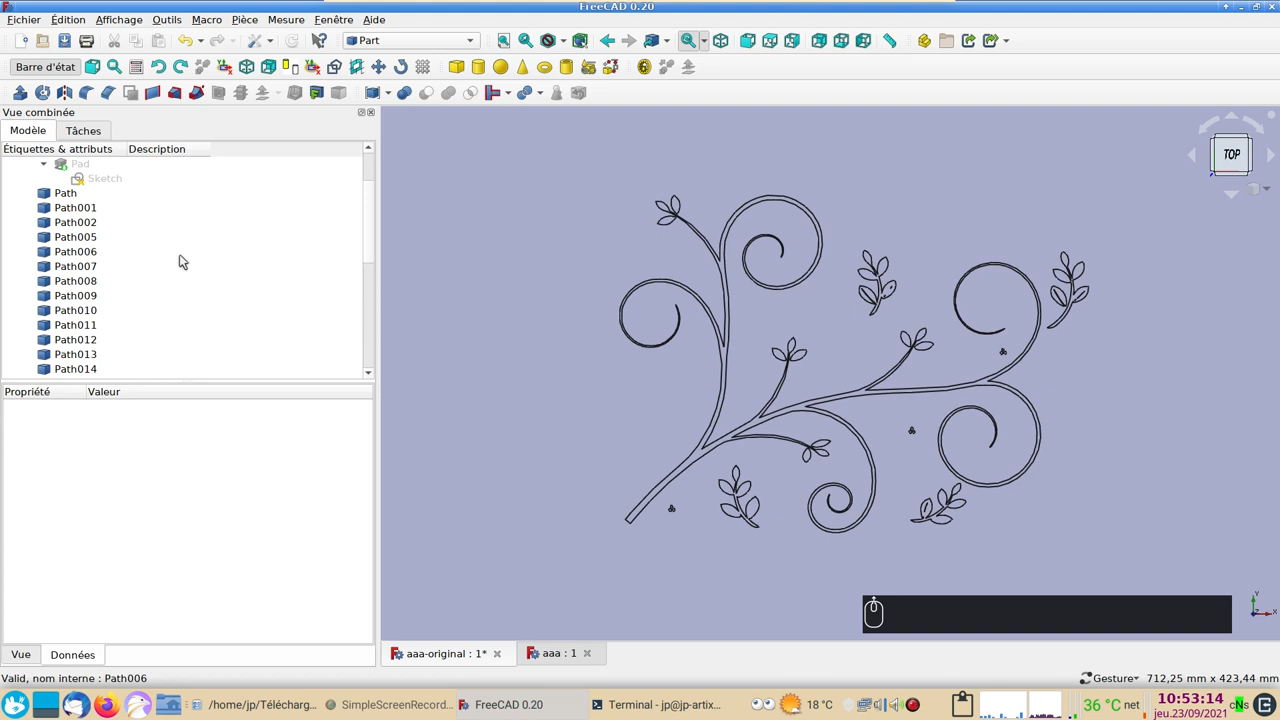 FreeCAD 0.20
Fichier Édition Affichage Outils Macro Pièce Mesure Fenêtre Aide
Part
Barre d'état
Vue combinée
Modèle Tâches
Étiquettes & attributs Description
Pad
Sketch
Path
Path001
Path002
Path005
Path006
Path007
Path008
Path009
Path010
Path011
Path012
Path013
Path014
Propriété Valeur
TOP
Y
X
Vue Données
aaa-original : 1* aaa : 1
Valid, nom interne : Path006 Gesture 712,25 mm x 423,44 mm
/home/jp/Télécharg... SimpleScreenRecord... FreeCAD 0.20 Terminal - jp@jp-artix... 18 °C 36 °C net 10:53:14 cNs
jeu.23/09/2021